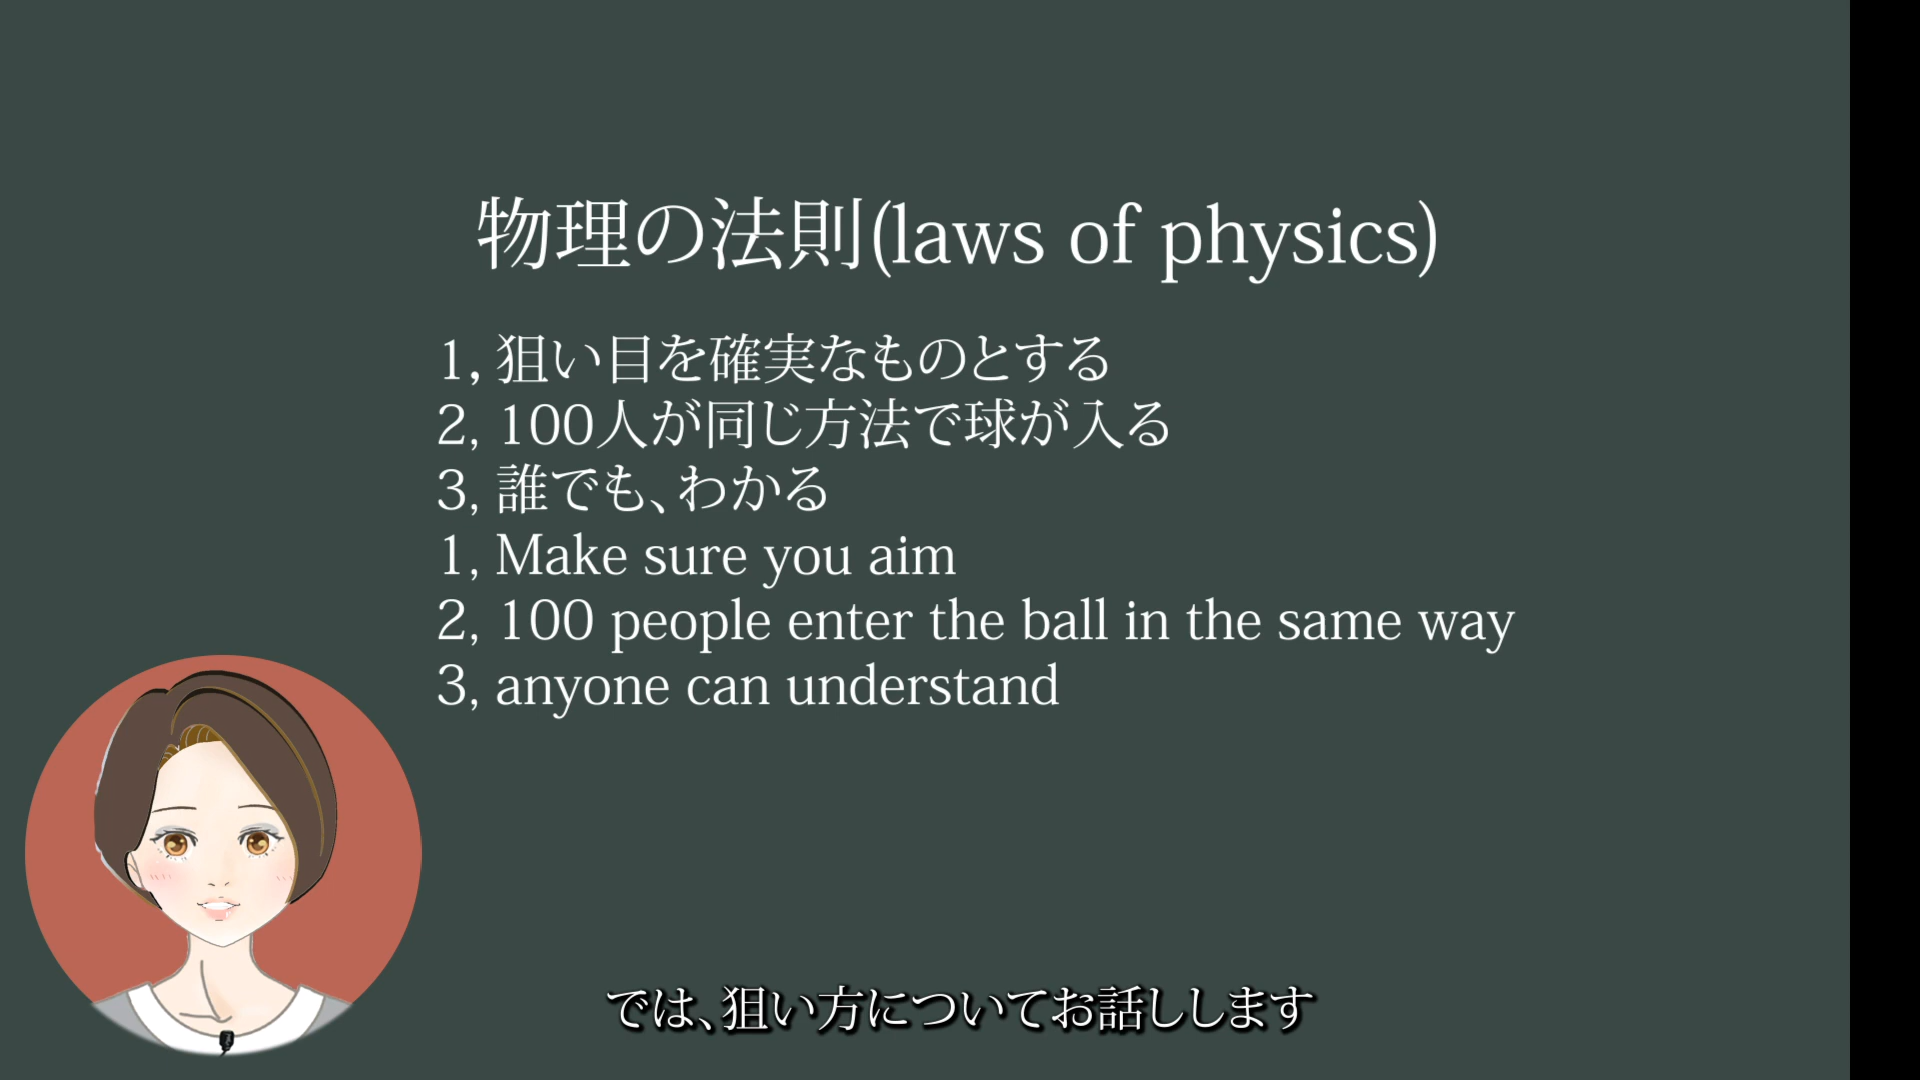 物理の法則(laws of physics)
1, 狙い目を確実なものとする
2, 100人が同じ方法で球が入る
3, 誰でも、わかる
1, Make sure you aim
2, 100 people enter the ball in the same way
3, anyone can understand
では、狙い方についてお話しします